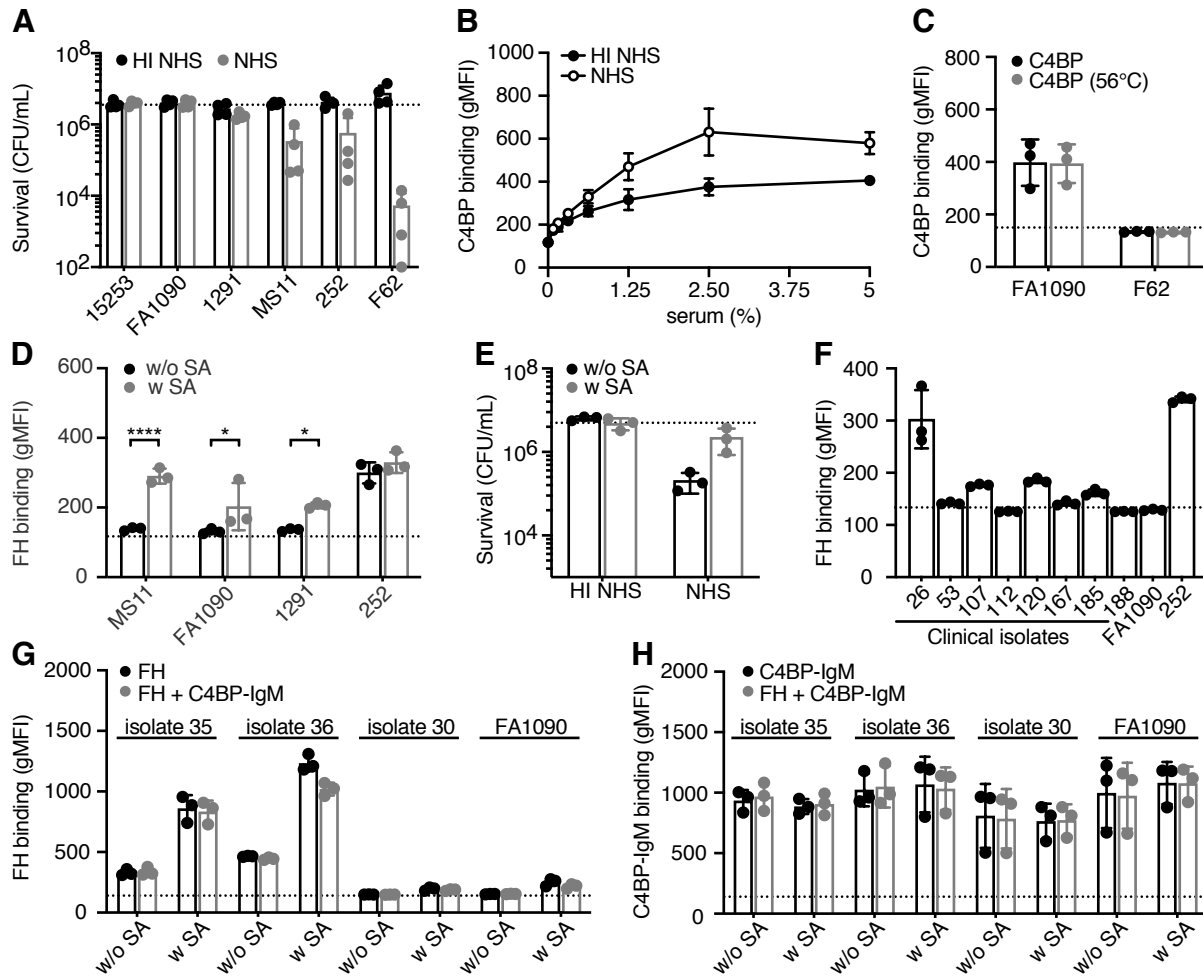 A
HI NHS
NHS
Survival (CFU/mL)
10^8
10^6
10^4
10^2
15253
FA1090
1291
MS11
252
F62
B
HI NHS
NHS
C4BP binding (gMFI)
1000
800
600
400
200
0
0
1.25
2.50
3.75
5
serum (%)
C
C4BP
C4BP (56°C)
C4BP binding (gMFI)
800
600
400
200
0
FA1090
F62
D
w/o SA
w SA
FH binding (gMFI)
600
400
200
0
****
*
*
MS11
FA1090
1291
252
E
w/o SA
w SA
Survival (CFU/mL)
10^8
10^6
10^4
HI NHS
NHS
F
FH binding (gMFI)
400
300
200
100
0
26
53
107
112
120
167
185
188
FA1090
252
Clinical isolates
G
FH
FH + C4BP-IgM
FH binding (gMFI)
2000
1500
1000
500
0
isolate 35
isolate 36
isolate 30
FA1090
w/o SA
w SA
w/o SA
w SA
w/o SA
w SA
w/o SA
w SA
H
C4BP-IgM
FH + C4BP-IgM
C4BP-IgM binding (gMFI)
2000
1500
1000
500
0
isolate 35
isolate 36
isolate 30
FA1090
w/o SA
w SA
w/o SA
w SA
w/o SA
w SA
w/o SA
w SA